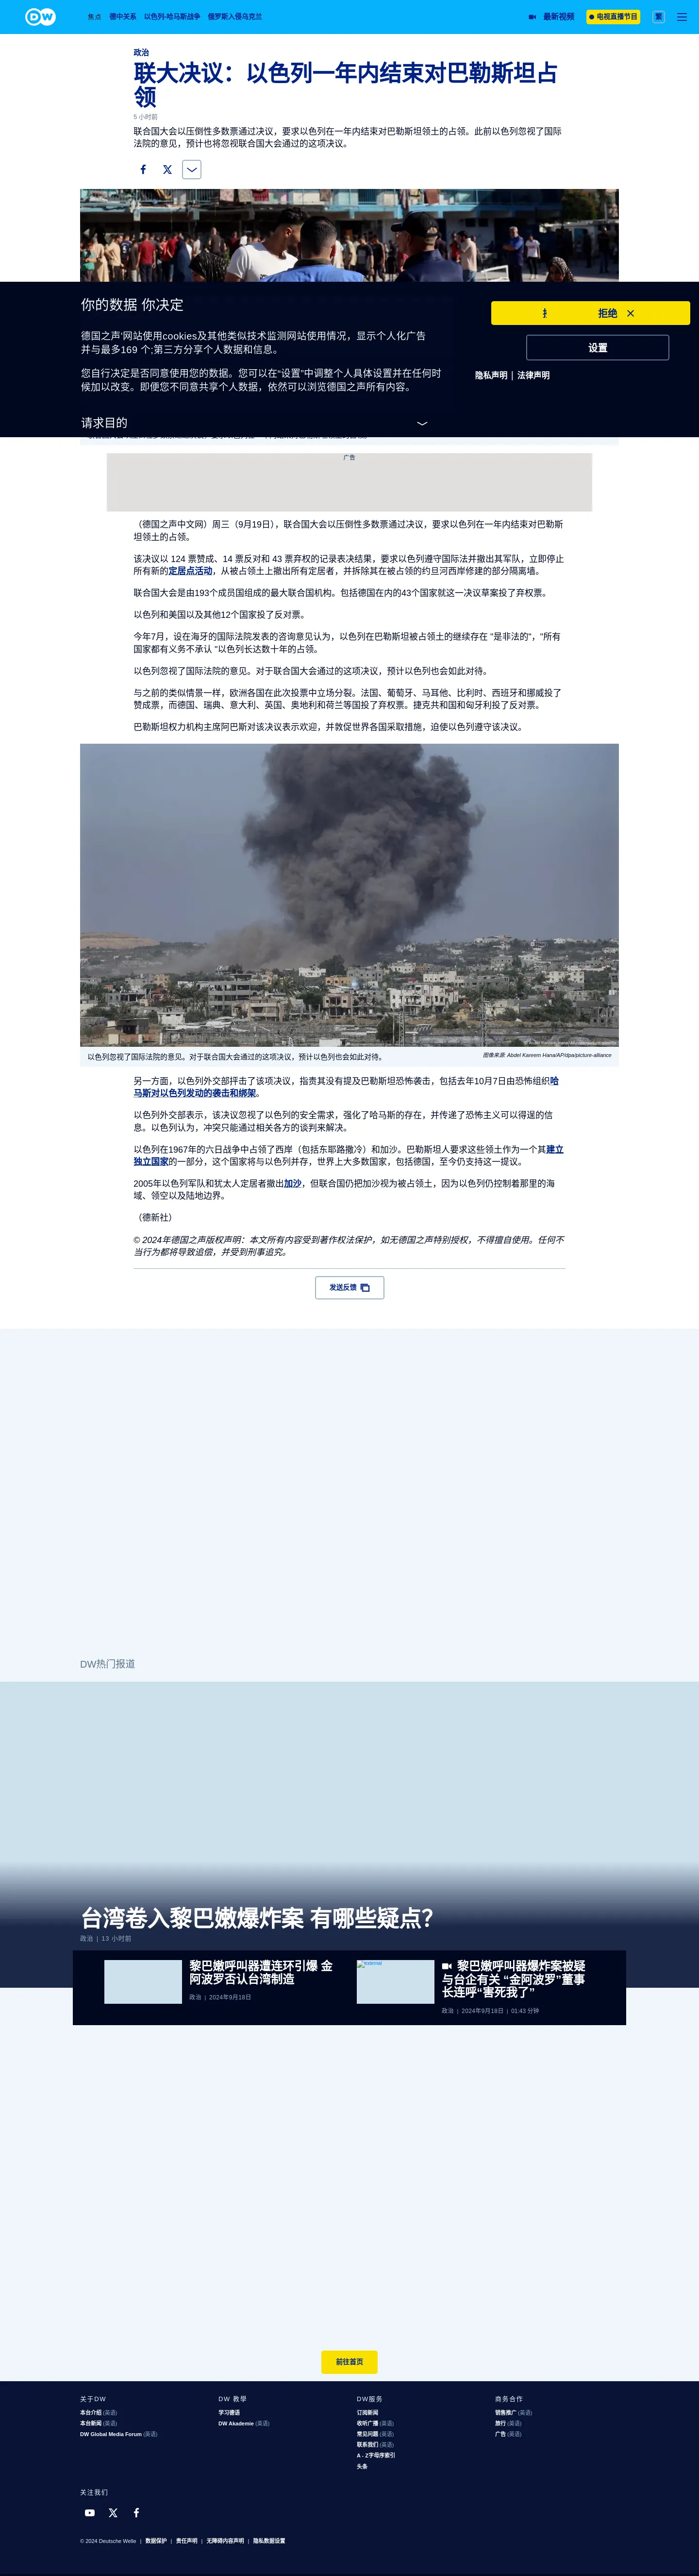 DW
焦点 德中关系 以色列-哈马斯战争 俄罗斯入侵乌克兰 最新视频 电视直播节目 繁
政治
联大决议：以色列一年内结束对巴勒斯坦占
领
5 小时前
联合国大会以压倒性多数票通过决议，要求以色列在一年内结束对巴勒斯坦领土的占领。此前以色列忽视了国际
法院的意见，预计也将忽视联合国大会通过的这项决议。
你的数据 你决定
拒绝
德国之声'网站使用cookies及其他类似技术监测网站使用情况，显示个人化广告
并与最多169 个;第三方分享个人数据和信息。
设置
您自行决定是否同意使用您的数据。您可以在“设置”中调整个人具体设置并在任何时
候加以改变。即便您不同意共享个人数据，依然可以浏览德国之声所有内容。
隐私声明 | 法律声明
请求目的
广告
（德国之声中文网）周三（9月19日），联合国大会以压倒性多数票通过决议，要求以色列在一年内结束对巴勒斯
坦领土的占领。
该决议以 124 票赞成、14 票反对和 43 票弃权的记录表决结果，要求以色列遵守国际法并撤出其军队，立即停止
所有新的定居点活动，从被占领土上撤出所有定居者，并拆除其在被占领的约旦河西岸修建的部分隔离墙。
联合国大会是由193个成员国组成的最大联合国机构。包括德国在内的43个国家就这一决议草案投了弃权票。
以色列和美国以及其他12个国家投了反对票。
今年7月，设在海牙的国际法院发表的咨询意见认为，以色列在巴勒斯坦被占领土的继续存在 "是非法的"，"所有
国家都有义务不承认 "以色列长达数十年的占领。
以色列忽视了国际法院的意见。对于联合国大会通过的这项决议，预计以色列也会如此对待。
与之前的类似情景一样，欧洲各国在此次投票中立场分裂。法国、葡萄牙、马耳他、比利时、西班牙和挪威投了
赞成票，而德国、瑞典、意大利、英国、奥地利和荷兰等国投了弃权票。捷克共和国和匈牙利投了反对票。
巴勒斯坦权力机构主席阿巴斯对该决议表示欢迎，并敦促世界各国采取措施，迫使以色列遵守该决议。
以色列忽视了国际法院的意见。对于联合国大会通过的这项决议，预计以色列也会如此对待。
图像来源: Abdel Kareem Hana/AP/dpa/picture-alliance
另一方面，以色列外交部抨击了该项决议，指责其没有提及巴勒斯坦恐怖袭击，包括去年10月7日由恐怖组织哈
马斯对以色列发动的袭击和绑架。
以色列外交部表示，该决议忽视了以色列的安全需求，强化了哈马斯的存在，并传递了恐怖主义可以得逞的信
息。以色列认为，冲突只能通过相关各方的谈判来解决。
以色列在1967年的六日战争中占领了西岸（包括东耶路撒冷）和加沙。巴勒斯坦人要求这些领土作为一个其建立
独立国家的一部分，这个国家将与以色列并存，世界上大多数国家，包括德国，至今仍支持这一提议。
2005年以色列军队和犹太人定居者撤出加沙，但联合国仍把加沙视为被占领土，因为以色列仍控制着那里的海
域、领空以及陆地边界。
（德新社）
© 2024年德国之声版权声明：本文所有内容受到著作权法保护，如无德国之声特别授权，不得擅自使用。任何不
当行为都将导致追偿，并受到刑事追究。
发送反馈
DW热门报道
台湾卷入黎巴嫩爆炸案 有哪些疑点？
政治 | 13 小时前
黎巴嫩呼叫器遭连环引爆 金
阿波罗否认台湾制造
政治 | 2024年9月18日
external
黎巴嫩呼叫器爆炸案被疑
与台企有关 “金阿波罗”董事
长连呼“害死我了”
政治 | 2024年9月18日 | 01:43 分钟
前往首页
关于DW
本台介绍 (英语)
本台新闻 (英语)
DW Global Media Forum (英语)
DW 教學
学习德语
DW Akademie (英语)
DW服务
订阅新闻
收听广播 (英语)
常见问题 (英语)
联系我们 (英语)
A - Z字母序索引
头条
商务合作
销售推广 (英语)
旅行 (英语)
广告 (英语)
关注我们
© 2024 Deutsche Welle | 数据保护 | 责任声明 | 无障碍内容声明 | 隐私数据设置